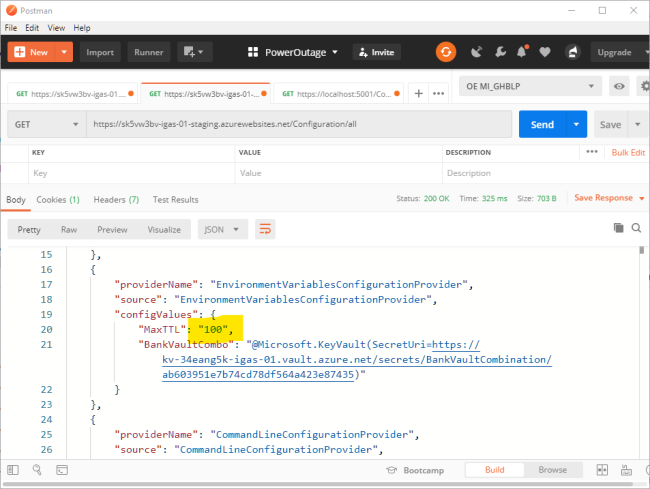 Postman
File Edit View Help
New Import Runner PowerOutage Invite Upgrade
GET https://sk5vw3bv-igas-01.... GET https://sk5vw3bv-igas-01-... GET https://localhost:5001/Co... + ••• OE MI_GHBLP
GET https://sk5vw3bv-igas-01-staging.azurewebsites.net/Configuration/all Send Save
KEY VALUE DESCRIPTION ••• Bulk Edit
Key Value Description
Body Cookies (1) Headers (7) Test Results Status: 200 OK Time: 325 ms Size: 703 B Save Response
Pretty Raw Preview Visualize JSON
15 },
16 {
17 "providerName": "EnvironmentVariablesConfigurationProvider",
18 "source": "EnvironmentVariablesConfigurationProvider",
19 "configValues": {
20 "MaxTTL": "100",
21 "BankVaultCombo": "@Microsoft.KeyVault(SecretUri=https://
kv-34eang5k-igas-01.vault.azure.net/secrets/BankVaultCombination/
ab603951e7b74cd78df564a423e87435)"
22 }
23 },
24 {
25 "providerName": "CommandLineConfigurationProvider",
26 "source": "CommandLineConfigurationProvider",
Bootcamp Build Browse